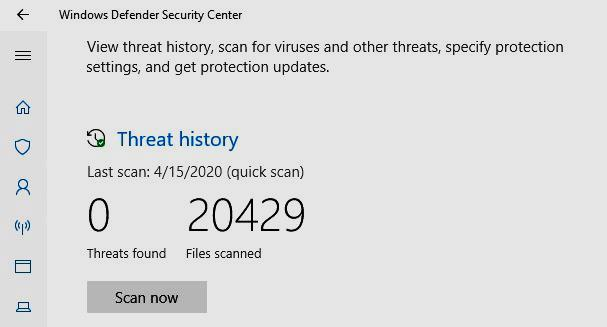 Windows Defender Security Center
View threat history, scan for viruses and other threats, specify protection
settings, and get protection updates.
Threat history
Last scan: 4/15/2020 (quick scan)
0 20429
Threats found Files scanned
Scan now